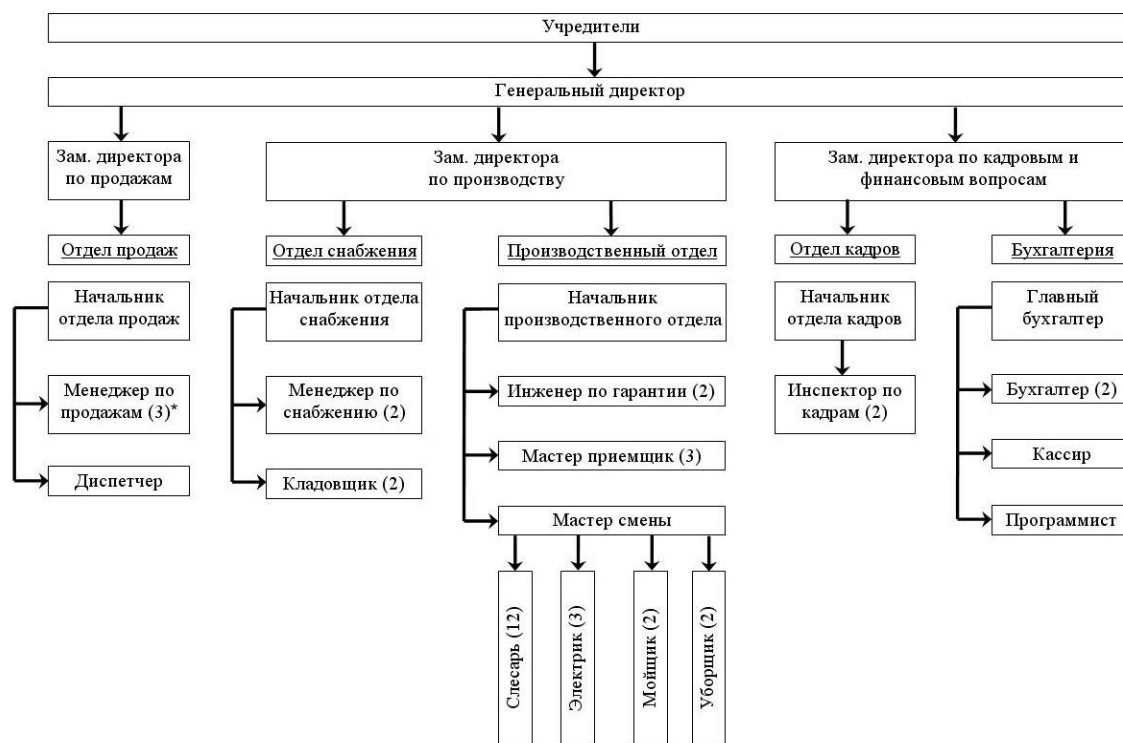 Учредители
Генеральный директор
Зам. директора
по продажам
Зам. директора
по производству
Зам. директора по кадровым и
финансовым вопросам
Отдел продаж
Отдел снабжения
Производственный отдел
Отдел кадров
Бухгалтерия
Начальник
отдела продаж
Начальник отдела
снабжения
Начальник
производственного отдела
Начальник
отдела кадров
Главный
бухгалтер
Менеджер по
продажам (3)*
Менеджер по
снабжению (2)
Инженер по гарантии (2)
Инспектор по
кадрам (2)
Бухгалтер (2)
Мастер приемщик (3)
Кассир
Диспетчер
Кладовщик (2)
Мастер смены
Программист
Слесарь (12)
Электрик (3)
Мойщик (2)
Уборщик (2)